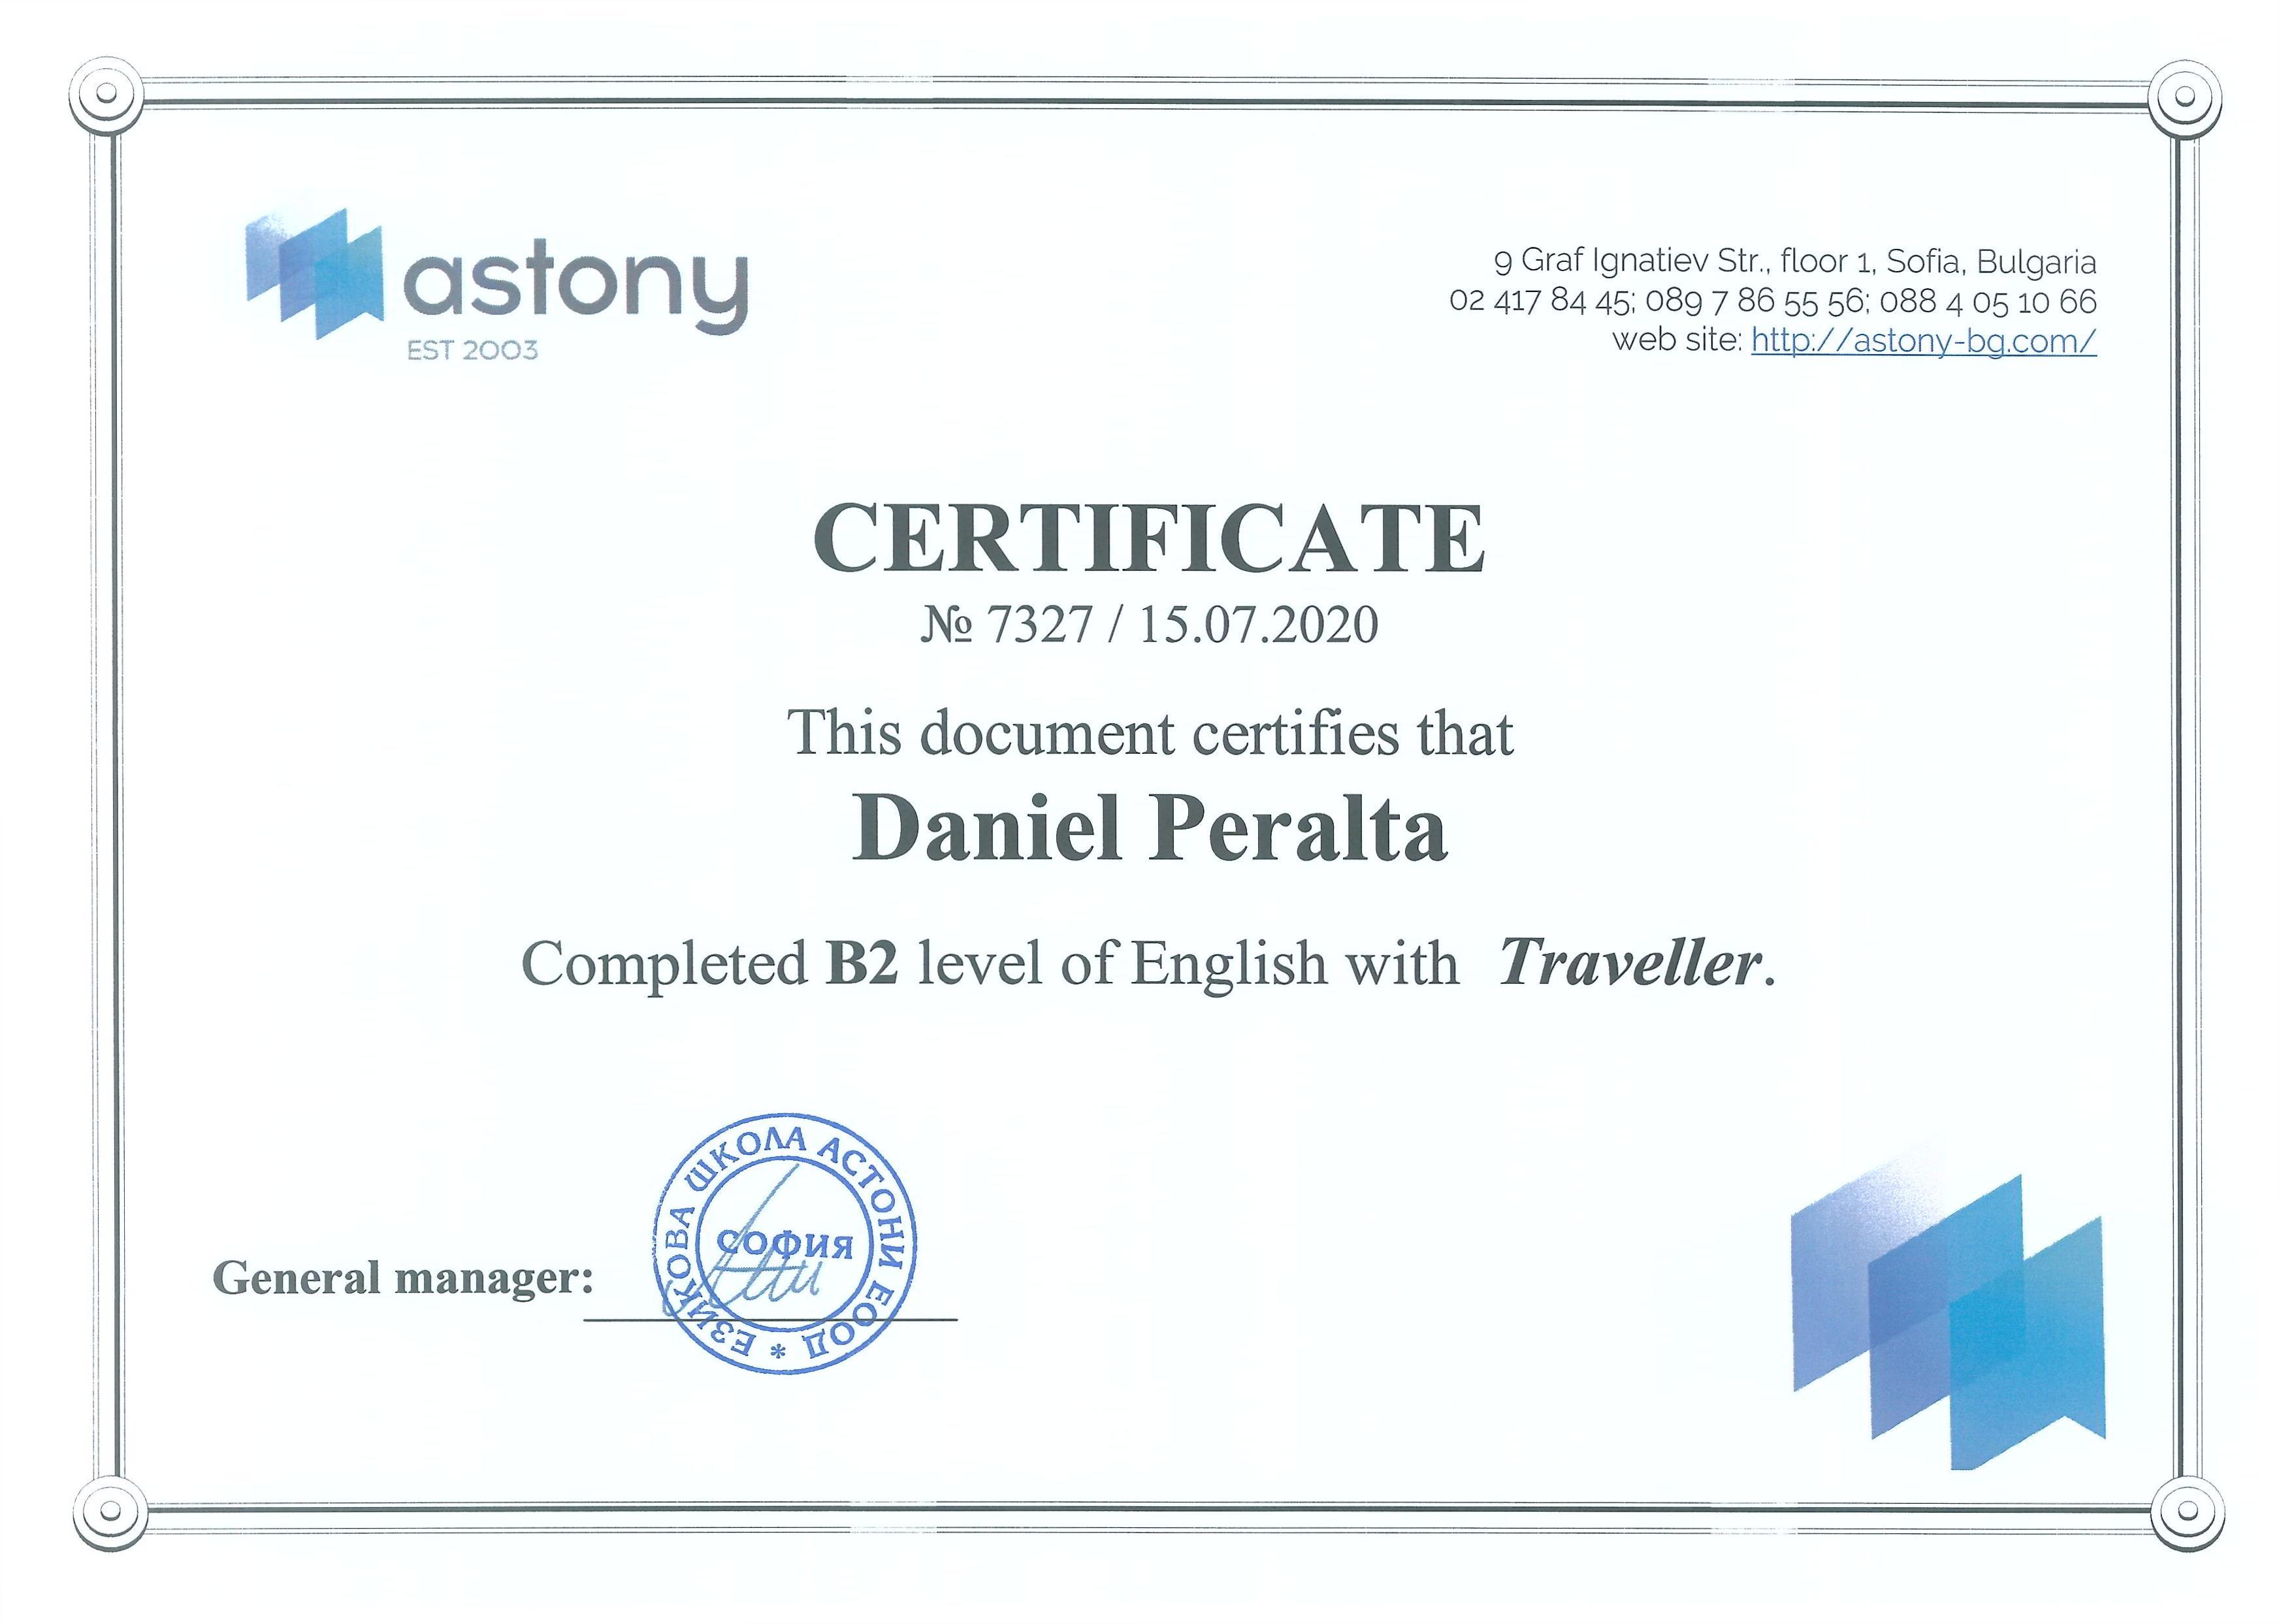 astony
EST 2003
9 Graf Ignatiev Str., floor 1, Sofia, Bulgaria
02 417 84 45; 089 7 86 55 56; 088 4 05 10 66
web site: http://astony-bg.com/
CERTIFICATE
№ 7327 / 15.07.2020
This document certifies that
Daniel Peralta
Completed B2 level of English with Traveller.
General manager:
ЕЗИКОВА ШКОЛА АСТОНИ ЕООД *
СОФИЯ